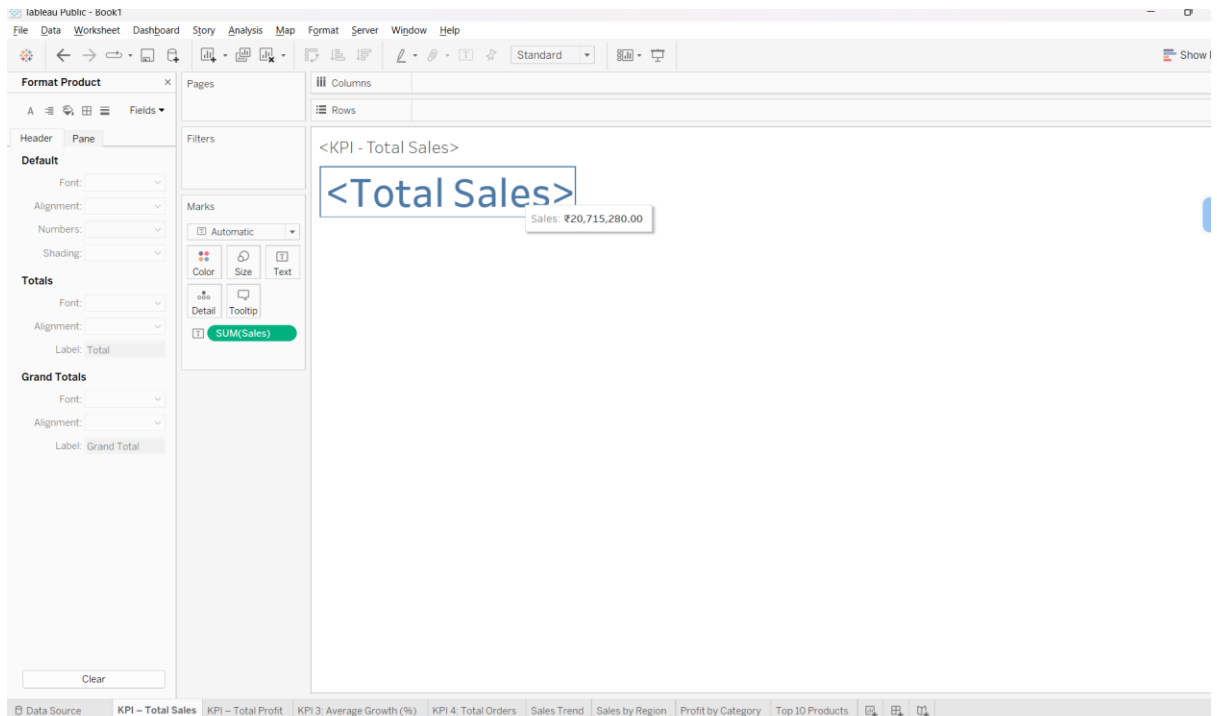 Tableau Public - Book1
File Data Worksheet Dashboard Story Analysis Map Format Server Window Help
Standard
Show
Format Product
Fields
Header Pane
Default
Font:
Alignment:
Numbers:
Shading:
Totals
Font:
Alignment:
Label: Total
Grand Totals
Font:
Alignment:
Label: Grand Total
Clear
Pages
Filters
Marks
Automatic
Color Size Text
Detail Tooltip
SUM(Sales)
Columns
Rows
<KPI - Total Sales>
<Total Sales>
Sales: ₹20,715,280.00
Data Source KPI – Total Sales KPI – Total Profit KPI 3: Average Growth (%) KPI 4: Total Orders Sales Trend Sales by Region Profit by Category Top 10 Products